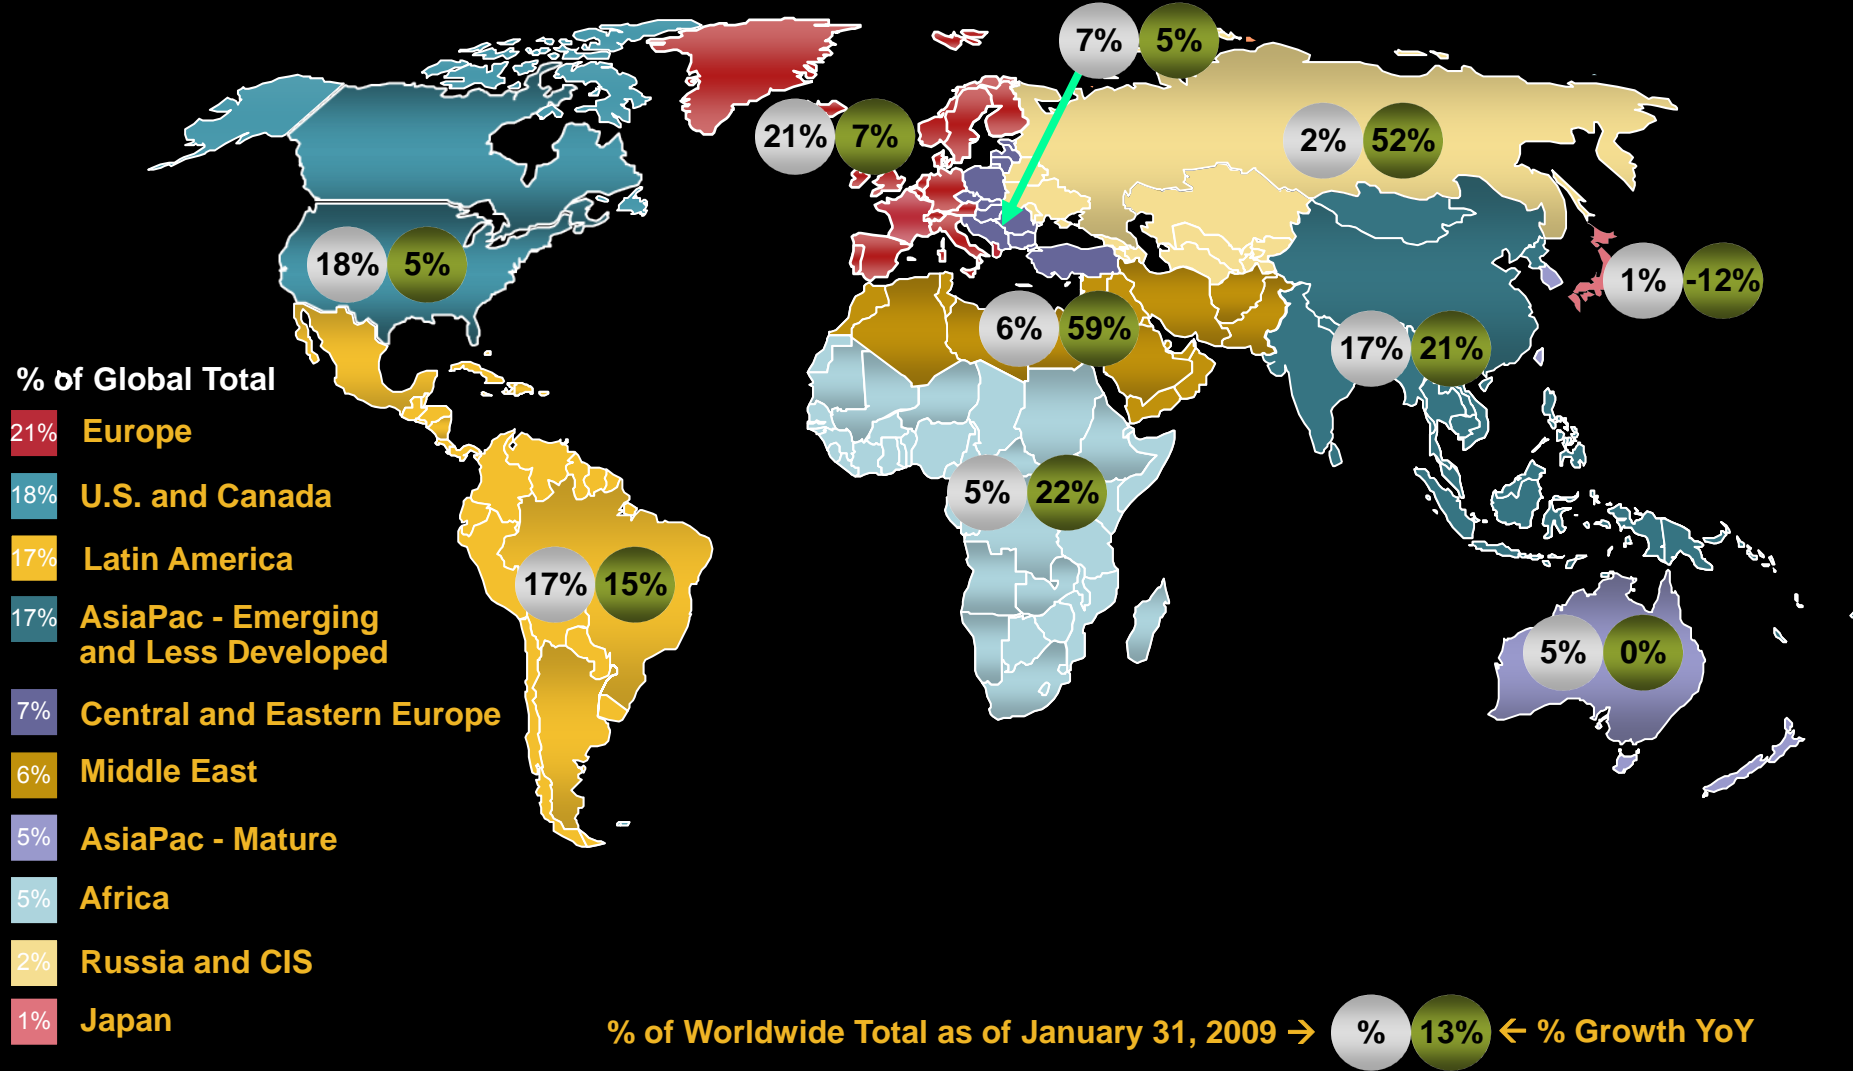 7% 5%
21% 7%
2% 52%
18% 5%
1% -12%
6% 59%
17% 21%
% of Global Total
21% Europe
18% U.S. and Canada
5% 22%
17% Latin America
17% 15%
17% AsiaPac - Emerging
and Less Developed
5% 0%
7% Central and Eastern Europe
6% Middle East
5% AsiaPac - Mature
5% Africa
2% Russia and CIS
1% Japan
% of Worldwide Total as of January 31, 2009 → % 13% ← % Growth YoY